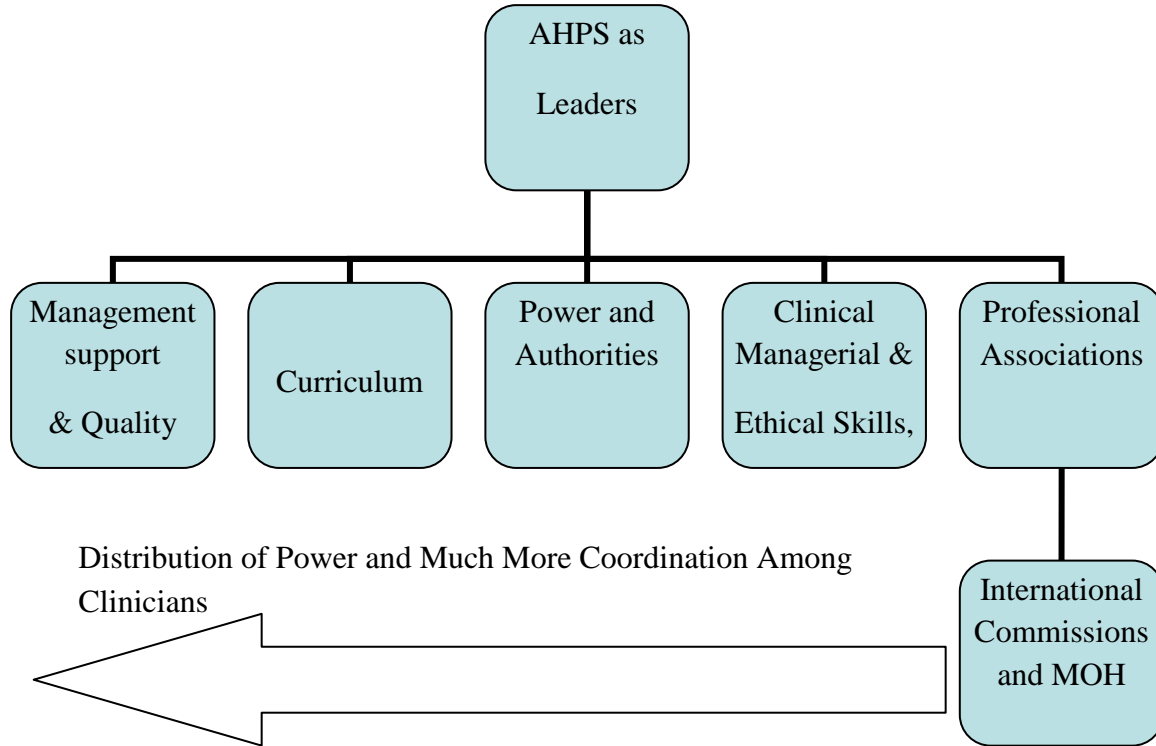 AHPS as
Leaders
Management
support
& Quality
Curriculum
Power and
Authorities
Clinical
Managerial &
Ethical Skills,
Professional
Associations
Distribution of Power and Much More Coordination Among
Clinicians
International
Commissions
and MOH